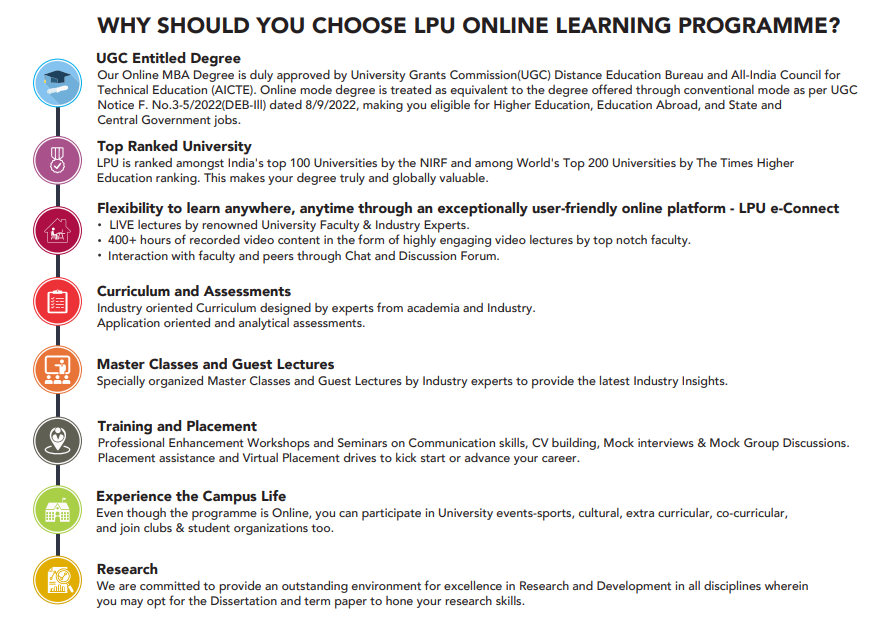 WHY SHOULD YOU CHOOSE LPU ONLINE LEARNING PROGRAMME?
UGC Entitled Degree
Our Online MBA Degree is duly approved by University Grants Commission(UGC) Distance Education Bureau and All-India Council for
Technical Education (AICTE). Online mode degree is treated as equivalent to the degree offered through conventional mode as per UGC
Notice F. No.3-5/2022(DEB-Ill) dated 8/9/2022, making you eligible for Higher Education, Education Abroad, and State and
Central Government jobs.
Top Ranked University
LPU is ranked amongst India's top 100 Universities by the NIRF and among World's Top 200 Universities by The Times Higher
Education ranking. This makes your degree truly and globally valuable.
Flexibility to learn anywhere, anytime through an exceptionally user-friendly online platform - LPU e-Connect
• LIVE lectures by renowned University Faculty & Industry Experts.
• 400+ hours of recorded video content in the form of highly engaging video lectures by top notch faculty.
• Interaction with faculty and peers through Chat and Discussion Forum.
Curriculum and Assessments
Industry oriented Curriculum designed by experts from academia and Industry.
Application oriented and analytical assessments.
Master Classes and Guest Lectures
Specially organized Master Classes and Guest Lectures by Industry experts to provide the latest Industry Insights.
Training and Placement
Professional Enhancement Workshops and Seminars on Communication skills, CV building, Mock interviews & Mock Group Discussions.
Placement assistance and Virtual Placement drives to kick start or advance your career.
Experience the Campus Life
Even though the programme is Online, you can participate in University events-sports, cultural, extra curricular, co-curricular,
and join clubs & student organizations too.
Research
We are committed to provide an outstanding environment for excellence in Research and Development in all disciplines wherein
you may opt for the Dissertation and term paper to hone your research skills.